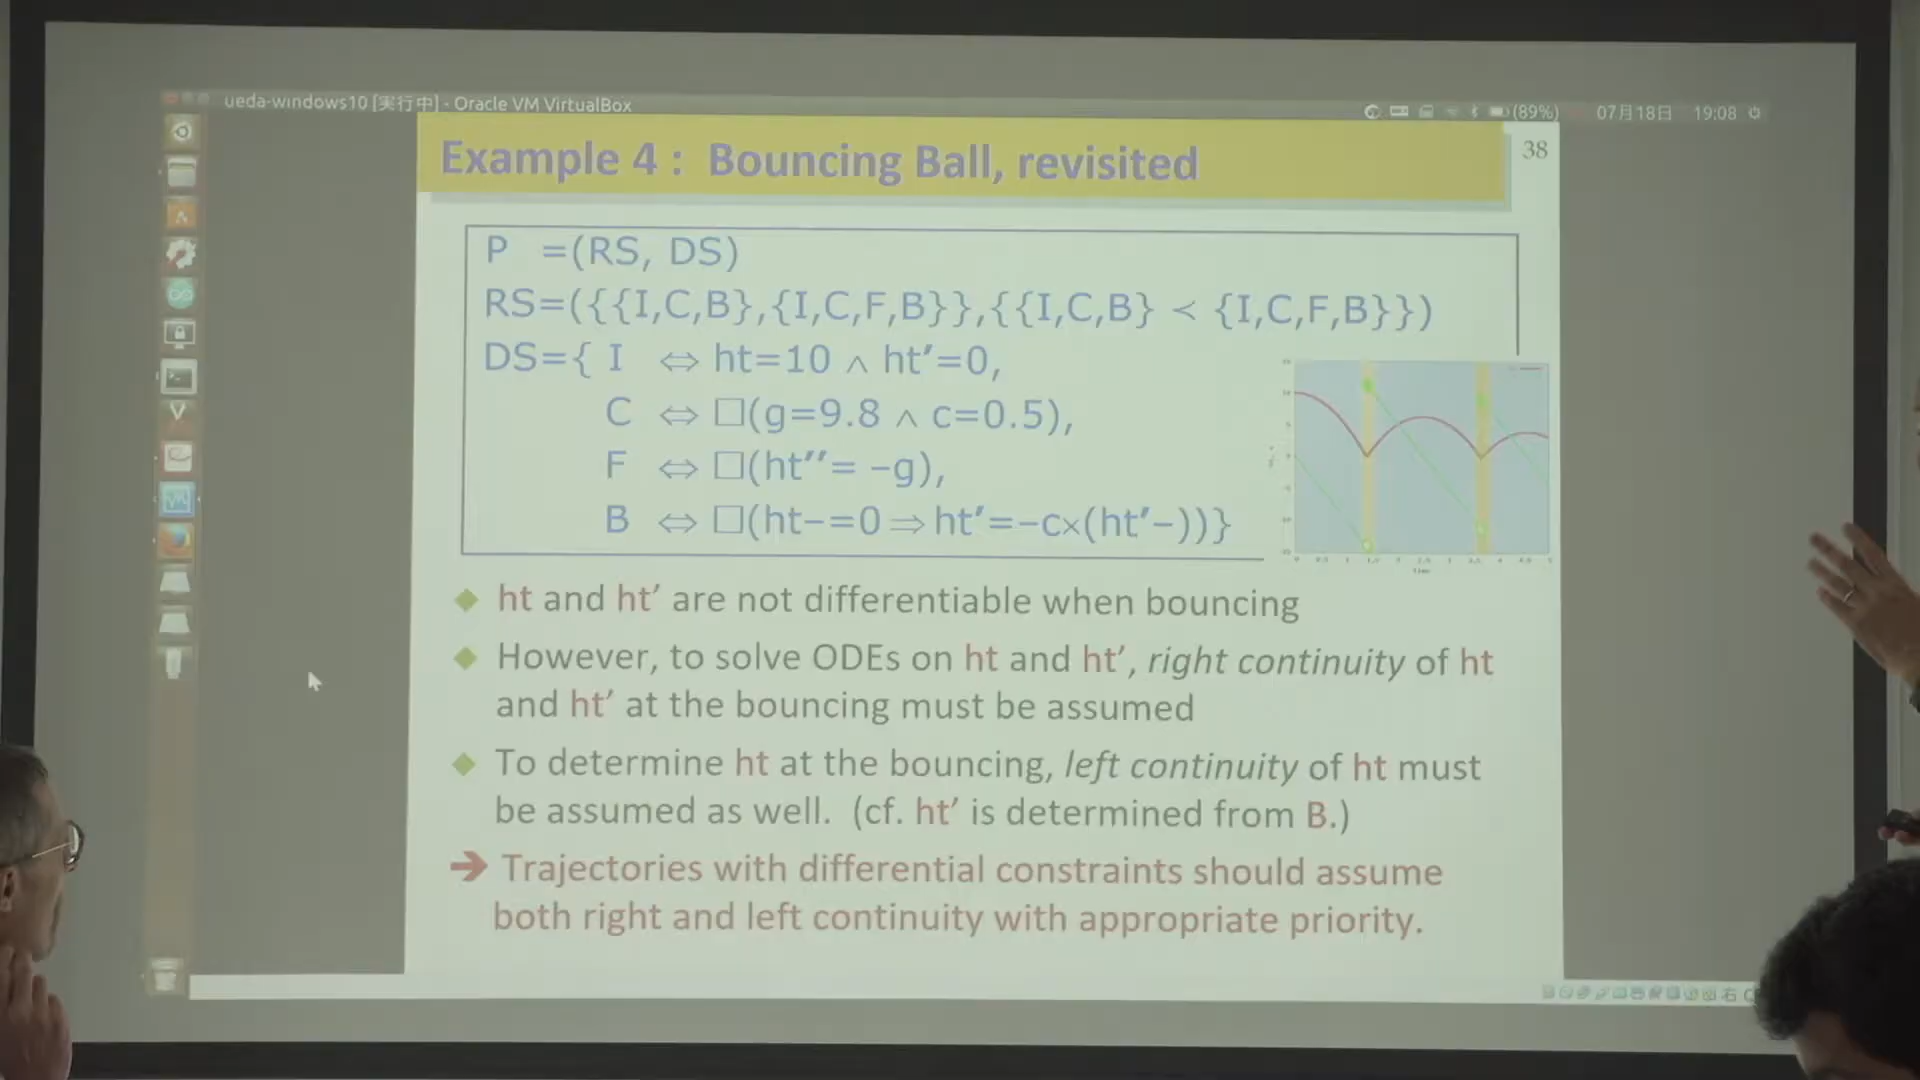 ueda-windows10 [実行中] - Oracle VM VirtualBox
(89%) 07月18日 19:08
Example 4 : Bouncing Ball, revisited
38
P =(RS, DS)
RS=({{I,C,B},{I,C,F,B}},{{I,C,B} ≺ {I,C,F,B}})
DS={ I ⇔ ht=10 ∧ ht′=0,
C ⇔ □(g=9.8 ∧ c=0.5),
F ⇔ □(ht′′= −g),
B ⇔ □(ht−=0⇒ht′=−c×(ht′−))}
ht and ht′ are not differentiable when bouncing
However, to solve ODEs on ht and ht′, right continuity of ht
and ht′ at the bouncing must be assumed
To determine ht at the bouncing, left continuity of ht must
be assumed as well. (cf. ht′ is determined from B.)
➔ Trajectories with differential constraints should assume
both right and left continuity with appropriate priority.